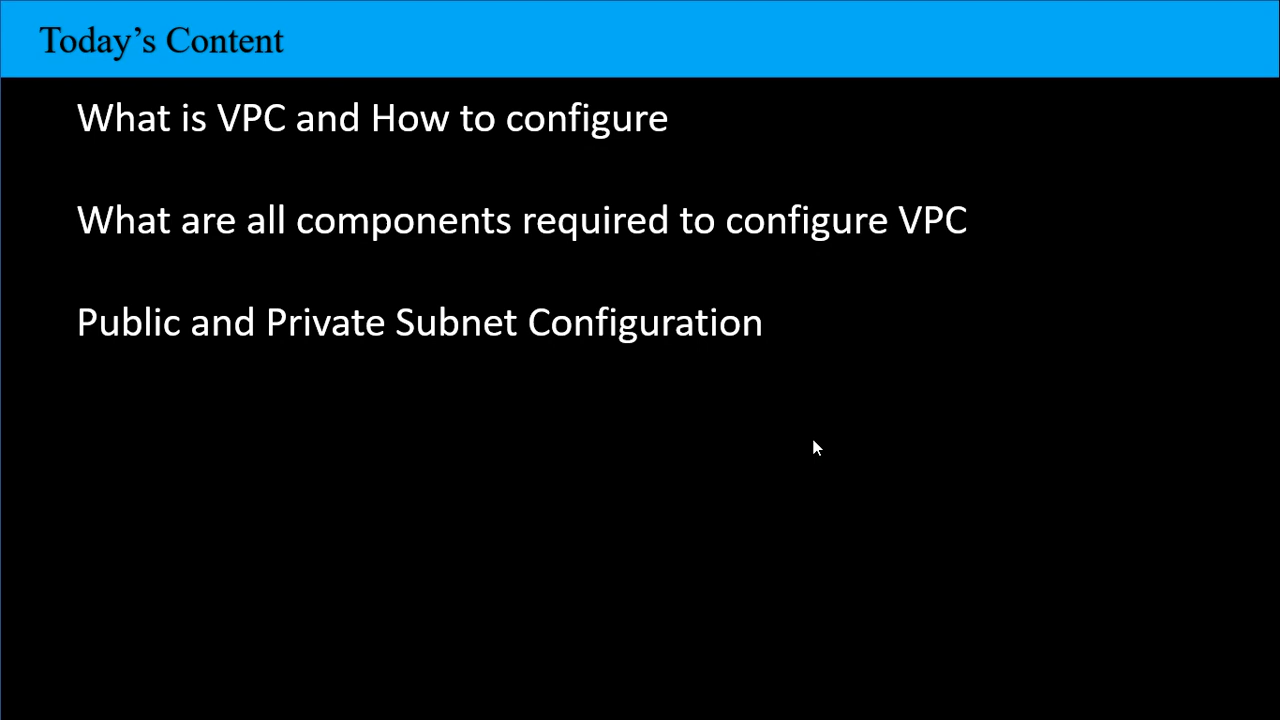 Today’s Content
What is VPC and How to configure
What are all components required to configure VPC
Public and Private Subnet Configuration